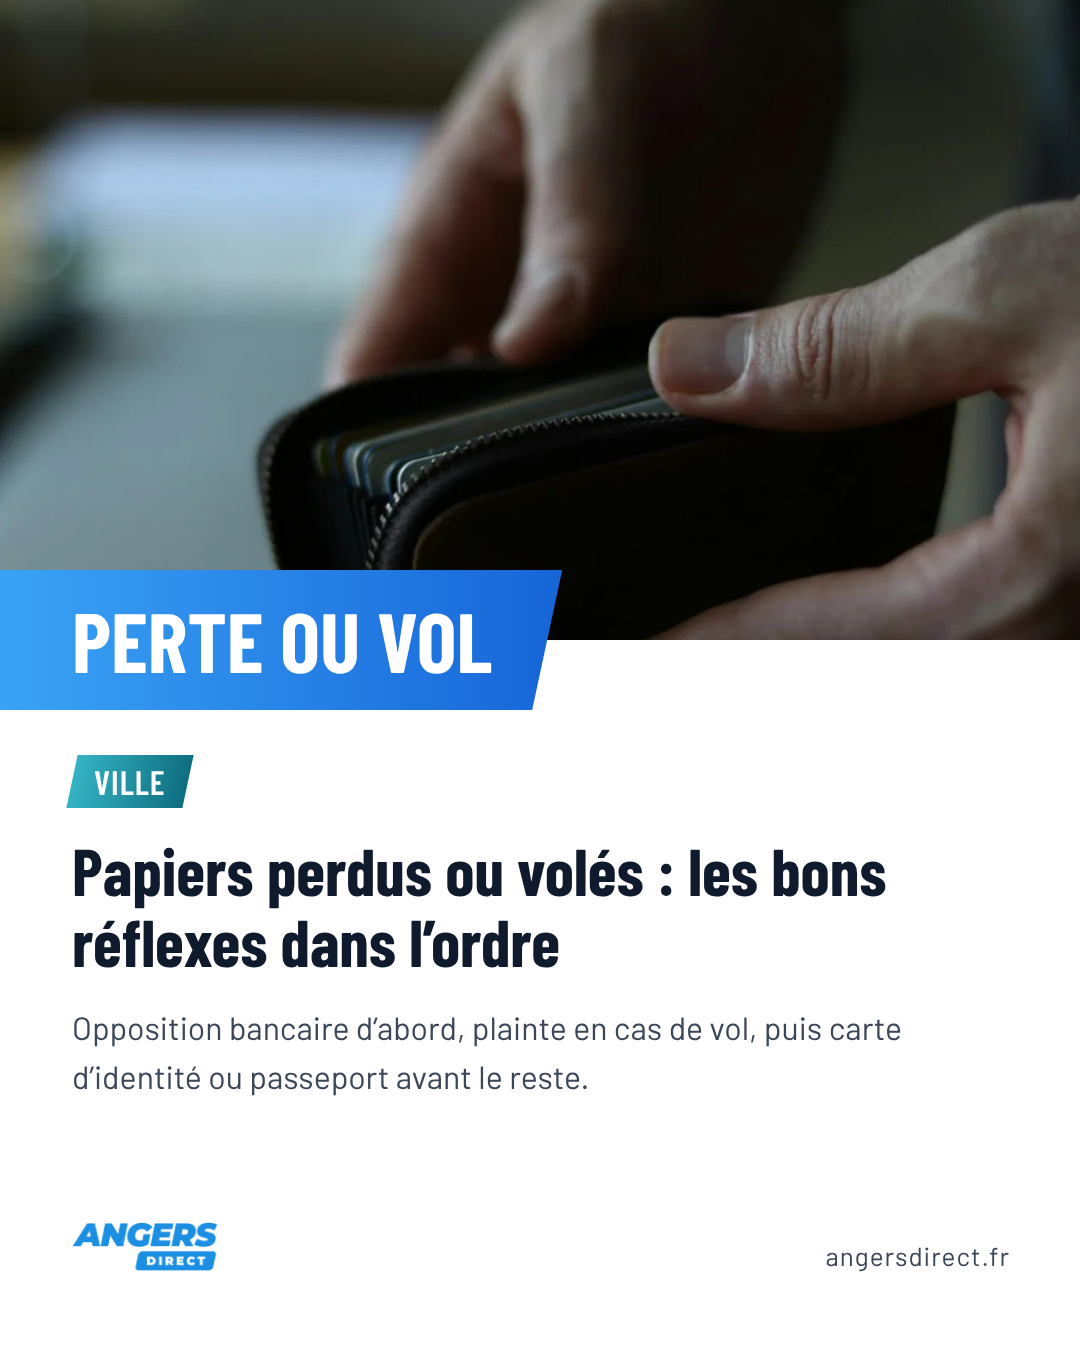 PERTE OU VOL
VILLE
Papiers perdus ou volés : les bons
réflexes dans l’ordre
Opposition bancaire d’abord, plainte en cas de vol, puis carte
d’identité ou passeport avant le reste.
ANGERS
DIRECT
angersdirect.fr